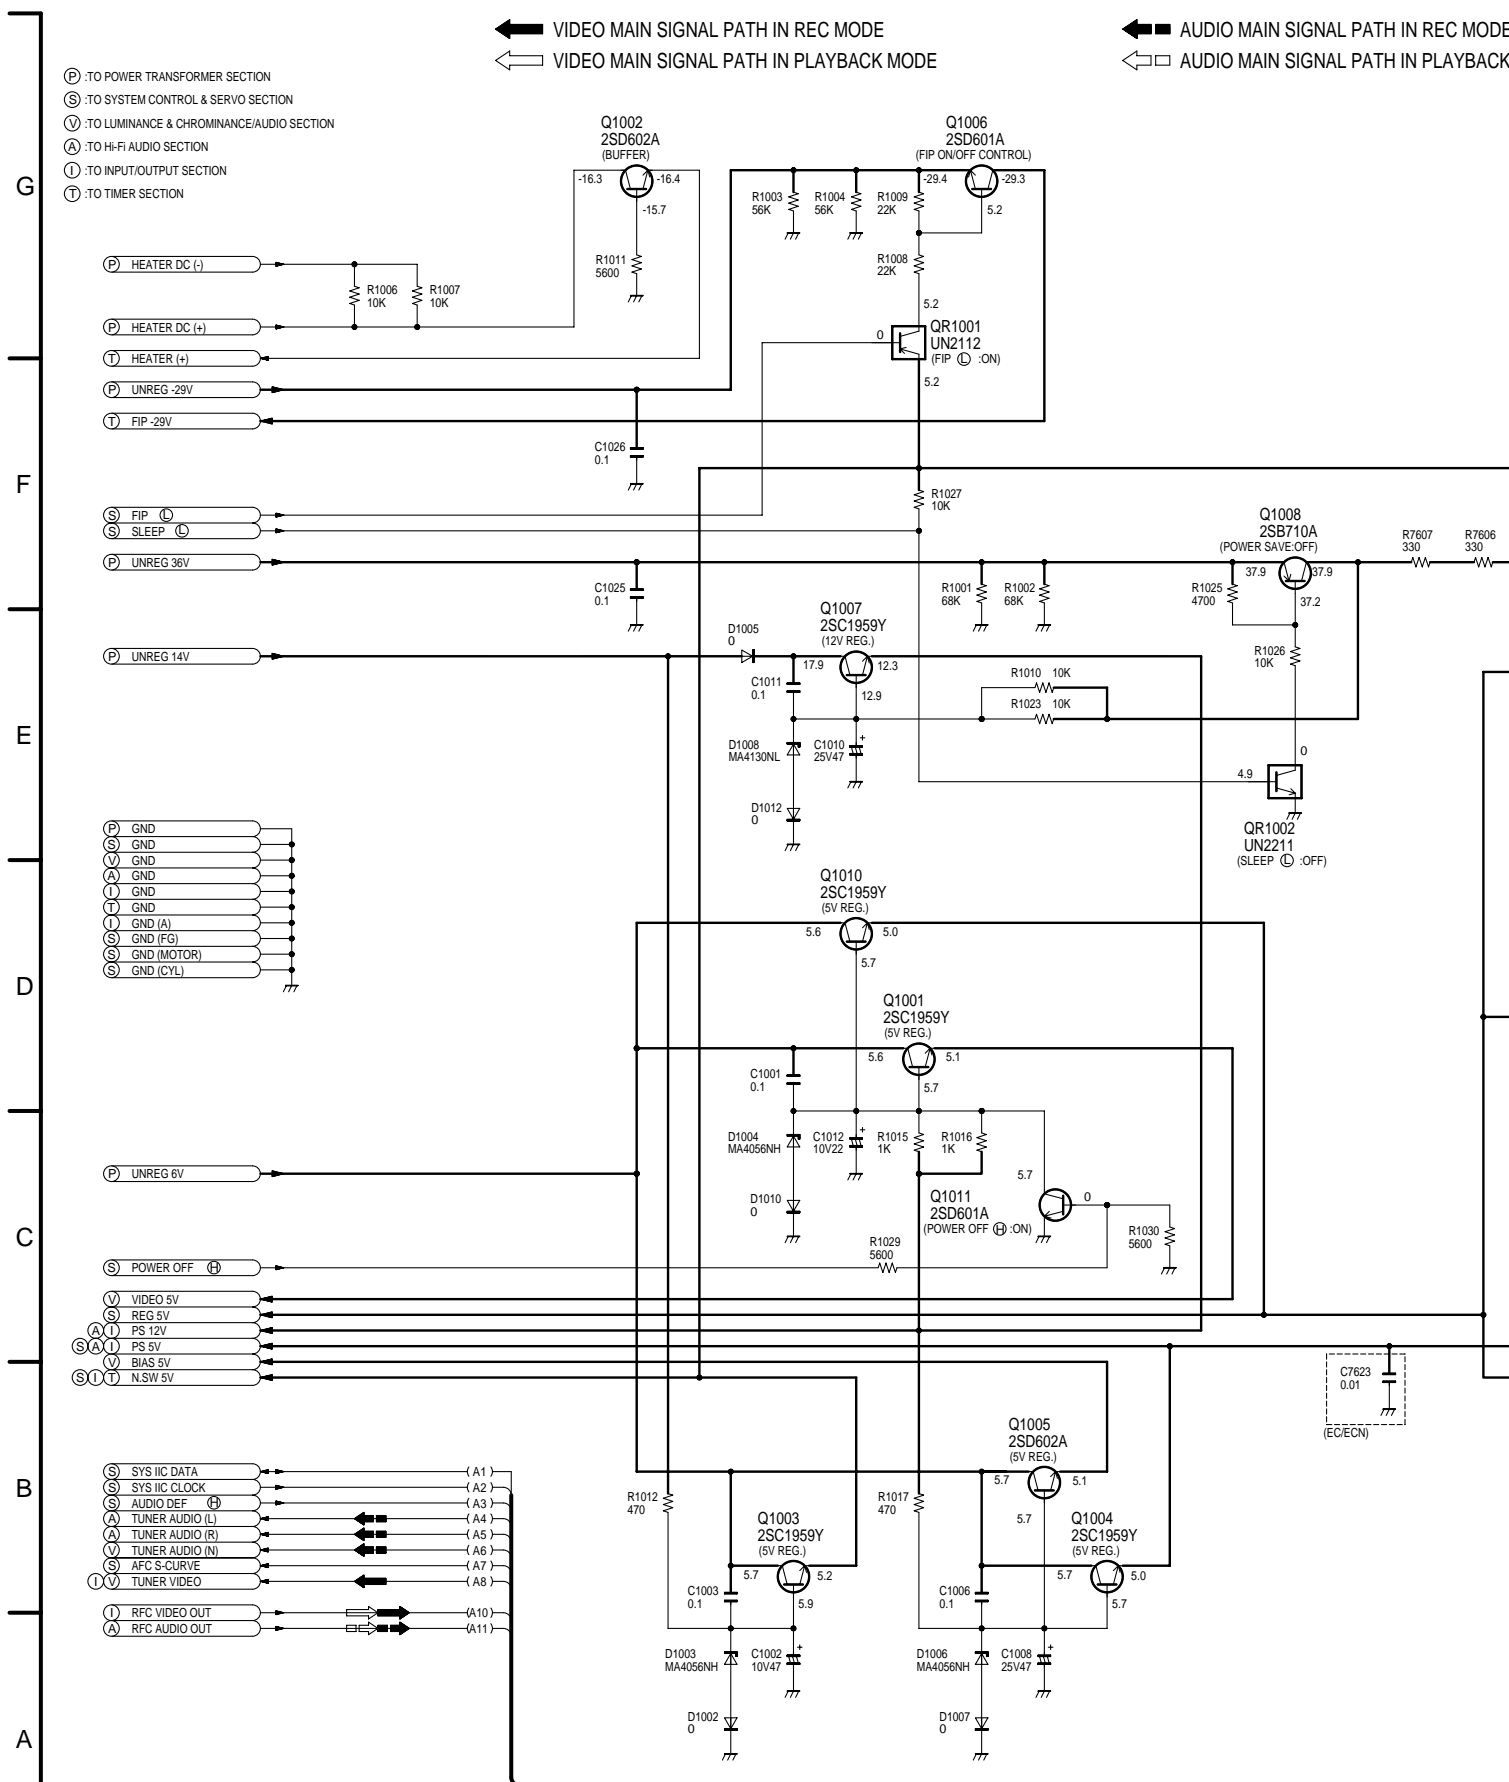 VIDEO MAIN SIGNAL PATH IN REC MODE
AUDIO MAIN SIGNAL PATH IN REC MODE
VIDEO MAIN SIGNAL PATH IN PLAYBACK MODE
AUDIO MAIN SIGNAL PATH IN PLAYBACK
P :TO POWER TRANSFORMER SECTION
S :TO SYSTEM CONTROL & SERVO SECTION
V :TO LUMINANCE & CHROMINANCE/AUDIO SECTION
A :TO Hi-Fi AUDIO SECTION
I :TO INPUT/OUTPUT SECTION
T :TO TIMER SECTION
G
Q1002
2SD602A
(BUFFER)
-16.3
-16.4
-15.7
R1011
5600
Q1006
2SD601A
(FIP ON/OFF CONTROL)
-29.4
-29.3
5.2
R1003
56K
R1004
56K
R1009
22K
R1008
22K
5.2
P HEATER DC (-)
R1006
10K
R1007
10K
P HEATER DC (+)
0
QR1001
UN2112
(FIP L :ON)
5.2
T HEATER (+)
P UNREG -29V
T FIP -29V
C1026
0.1
F
R1027
10K
S FIP L
S SLEEP L
P UNREG 36V
C1025
0.1
R1001
68K
R1002
68K
Q1008
2SB710A
(POWER SAVE:OFF)
37.9
37.9
37.2
R1025
4700
R7607
330
R7606
330
R1026
10K
P UNREG 14V
D1005
0
Q1007
2SC1959Y
(12V REG.)
17.9
12.3
12.9
C1011
0.1
R1010 10K
R1023 10K
E
D1008
MA4130NL
C1010
25V47
+
D1012
0
0
4.9
QR1002
UN2211
(SLEEP L :OFF)
P GND
S GND
V GND
A GND
I GND
T GND
I GND (A)
S GND (FG)
S GND (MOTOR)
S GND (CYL)
D
Q1010
2SC1959Y
(5V REG.)
5.6
5.0
5.7
Q1001
2SC1959Y
(5V REG.)
5.6
5.1
5.7
C1001
0.1
D1004
MA4056NH
C1012
10V22
+
R1015
1K
R1016
1K
P UNREG 6V
D1010
0
5.7
0
Q1011
2SD601A
(POWER OFF H :ON)
C
R1029
5600
R1030
5600
S POWER OFF H
V VIDEO 5V
S REG 5V
A I PS 12V
S A I PS 5V
V BIAS 5V
S I T N.SW 5V
C7623
0.01
(EC/ECN)
B
Q1005
2SD602A
(5V REG.)
5.7
5.1
5.7
S SYS IIC DATA (A1)
S SYS IIC CLOCK (A2)
S AUDIO DEF H (A3)
A TUNER AUDIO (L) (A4)
A TUNER AUDIO (R) (A5)
V TUNER AUDIO (N) (A6)
S AFC S-CURVE (A7)
I V TUNER VIDEO (A8)
I RFC VIDEO OUT (A10)
A RFC AUDIO OUT (A11)
R1012
470
Q1003
2SC1959Y
(5V REG.)
5.7
5.2
5.9
C1003
0.1
R1017
470
Q1004
2SC1959Y
(5V REG.)
5.7
5.0
5.7
C1006
0.1
D1003
MA4056NH
C1002
10V47
+
D1006
MA4056NH
C1008
25V47
+
D1002
0
D1007
0
A